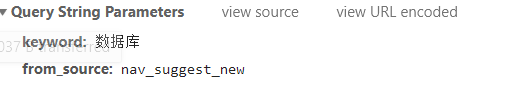 ▼ Query String Parameters view source view URL encoded
keyword: 数据库
from_source: nav_suggest_new